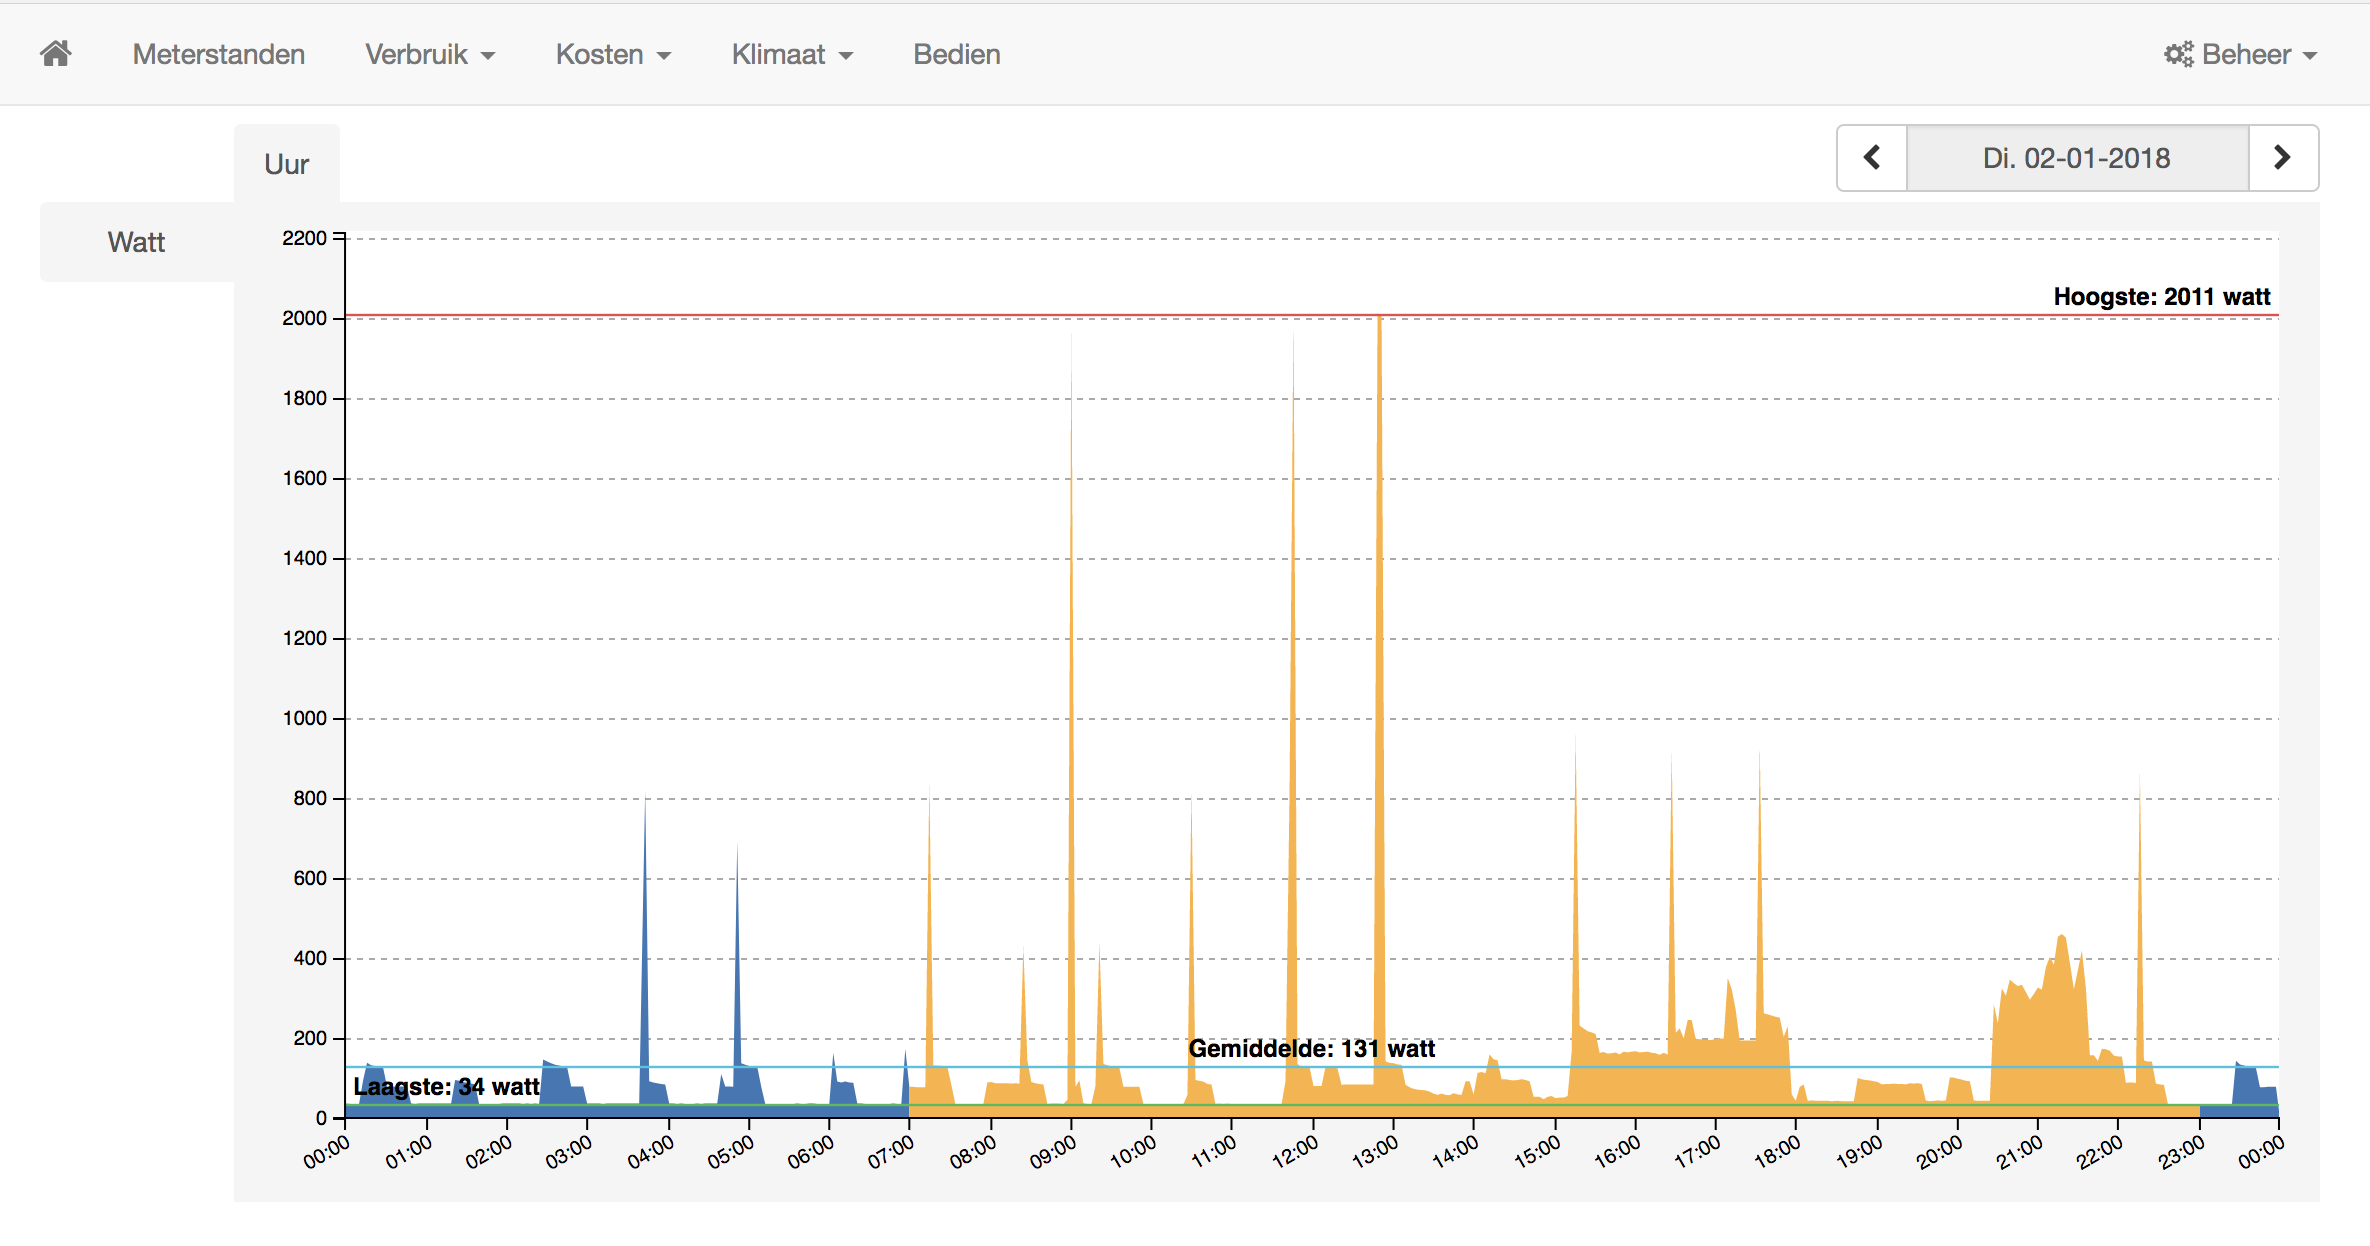 Meterstanden Verbruik Kosten Klimaat Bedien Beheer
Uur
Di. 02-01-2018
Watt
2200
Hoogste: 2011 watt
2000
1800
1600
1400
1200
1000
800
600
400
200
Gemiddelde: 131 watt
Laagste: 34 watt
0
00:00 01:00 02:00 03:00 04:00 05:00 06:00 07:00 08:00 09:00 10:00 11:00 12:00 13:00 14:00 15:00 16:00 17:00 18:00 19:00 20:00 21:00 22:00 23:00 00:00